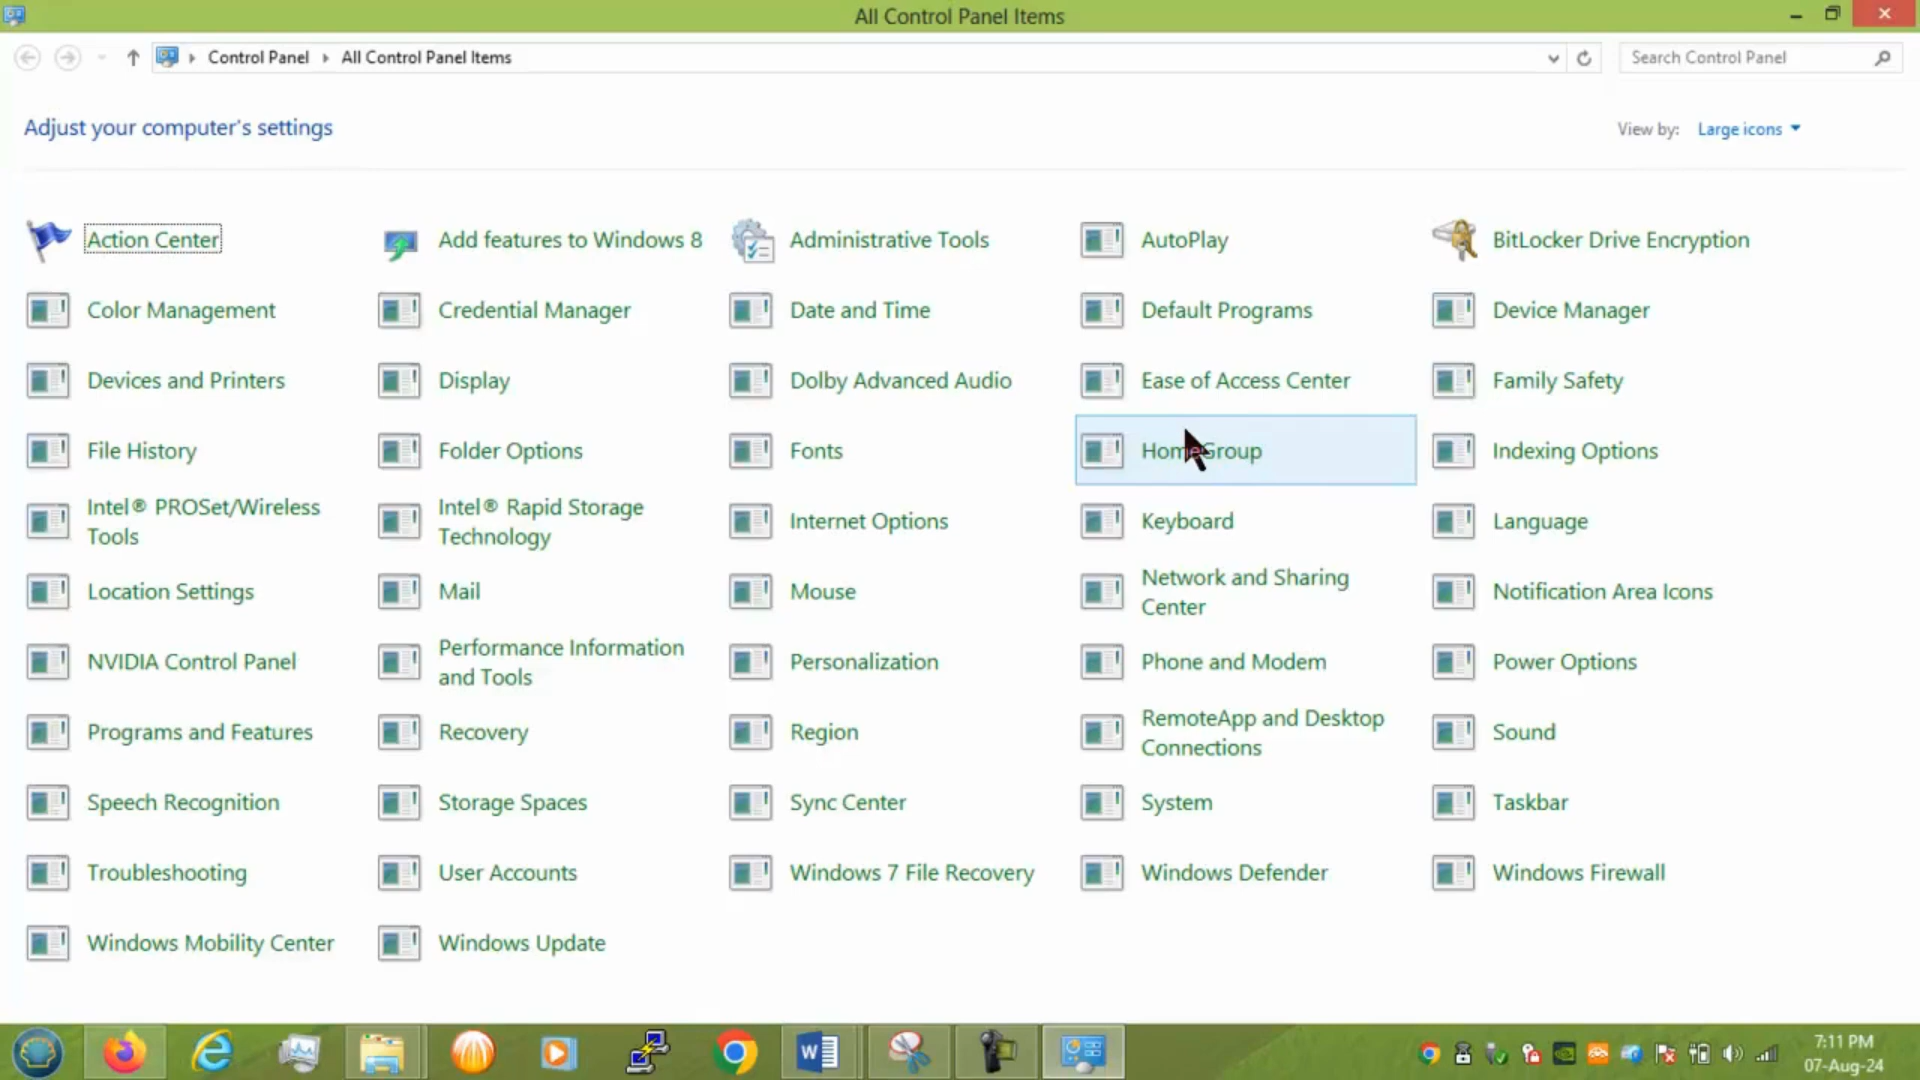 All Control Panel Items
Control Panel All Control Panel Items
Search Control Panel
Adjust your computer's settings
View by: Large icons
Action Center
Add features to Windows 8
Administrative Tools
AutoPlay
BitLocker Drive Encryption
Color Management
Credential Manager
Date and Time
Default Programs
Device Manager
Devices and Printers
Display
Dolby Advanced Audio
Ease of Access Center
Family Safety
File History
Folder Options
Fonts
HomeGroup
Indexing Options
Intel® PROSet/Wireless
Tools
Intel® Rapid Storage
Technology
Internet Options
Keyboard
Language
Location Settings
Mail
Mouse
Network and Sharing
Center
Notification Area Icons
NVIDIA Control Panel
Performance Information
and Tools
Personalization
Phone and Modem
Power Options
Programs and Features
Recovery
Region
RemoteApp and Desktop
Connections
Sound
Speech Recognition
Storage Spaces
Sync Center
System
Taskbar
Troubleshooting
User Accounts
Windows 7 File Recovery
Windows Defender
Windows Firewall
Windows Mobility Center
Windows Update
7:11 PM
07-Aug-24